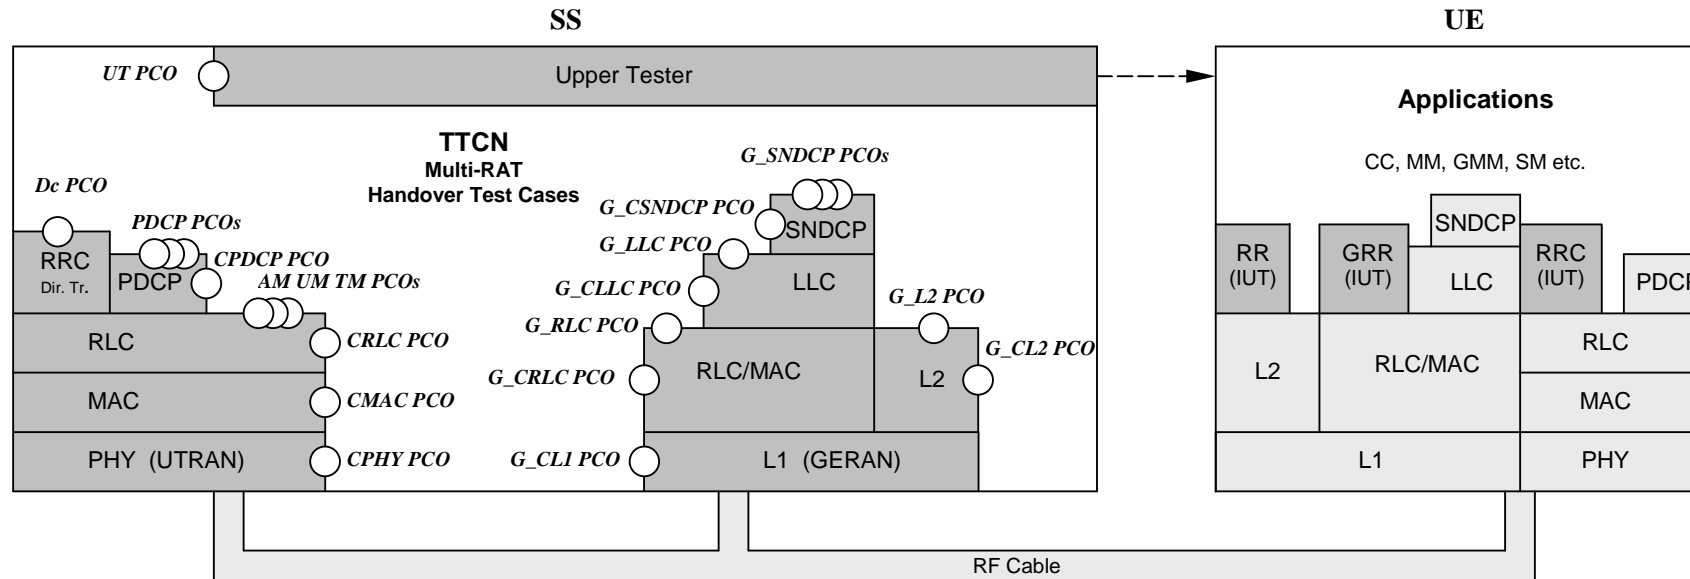 SS
UE
UT PCO
Upper Tester
Applications
TTCN
Multi-RAT
Handover Test Cases
G_SNDCP PCOs
CC, MM, GMM, SM etc.
Dc PCO
PDCP PCOs
G_CSNDCP PCO
SNDCP
SNDCP
G_LLC PCO
RRC
Dir. Tr.
PDCP
CPDCP PCO
AM UM TM PCOs
G_CLLC PCO
LLC
G_L2 PCO
RR
(IUT)
GRR
(IUT)
LLC
RRC
(IUT)
PDCP
RLC
CRLC PCO
G_RLC PCO
G_CL2 PCO
RLC
G_CRLC PCO
RLC/MAC
L2
L2
RLC/MAC
MAC
CMAC PCO
MAC
PHY (UTRAN)
CPHY PCO
G_CL1 PCO
L1 (GERAN)
L1
PHY
RF Cable